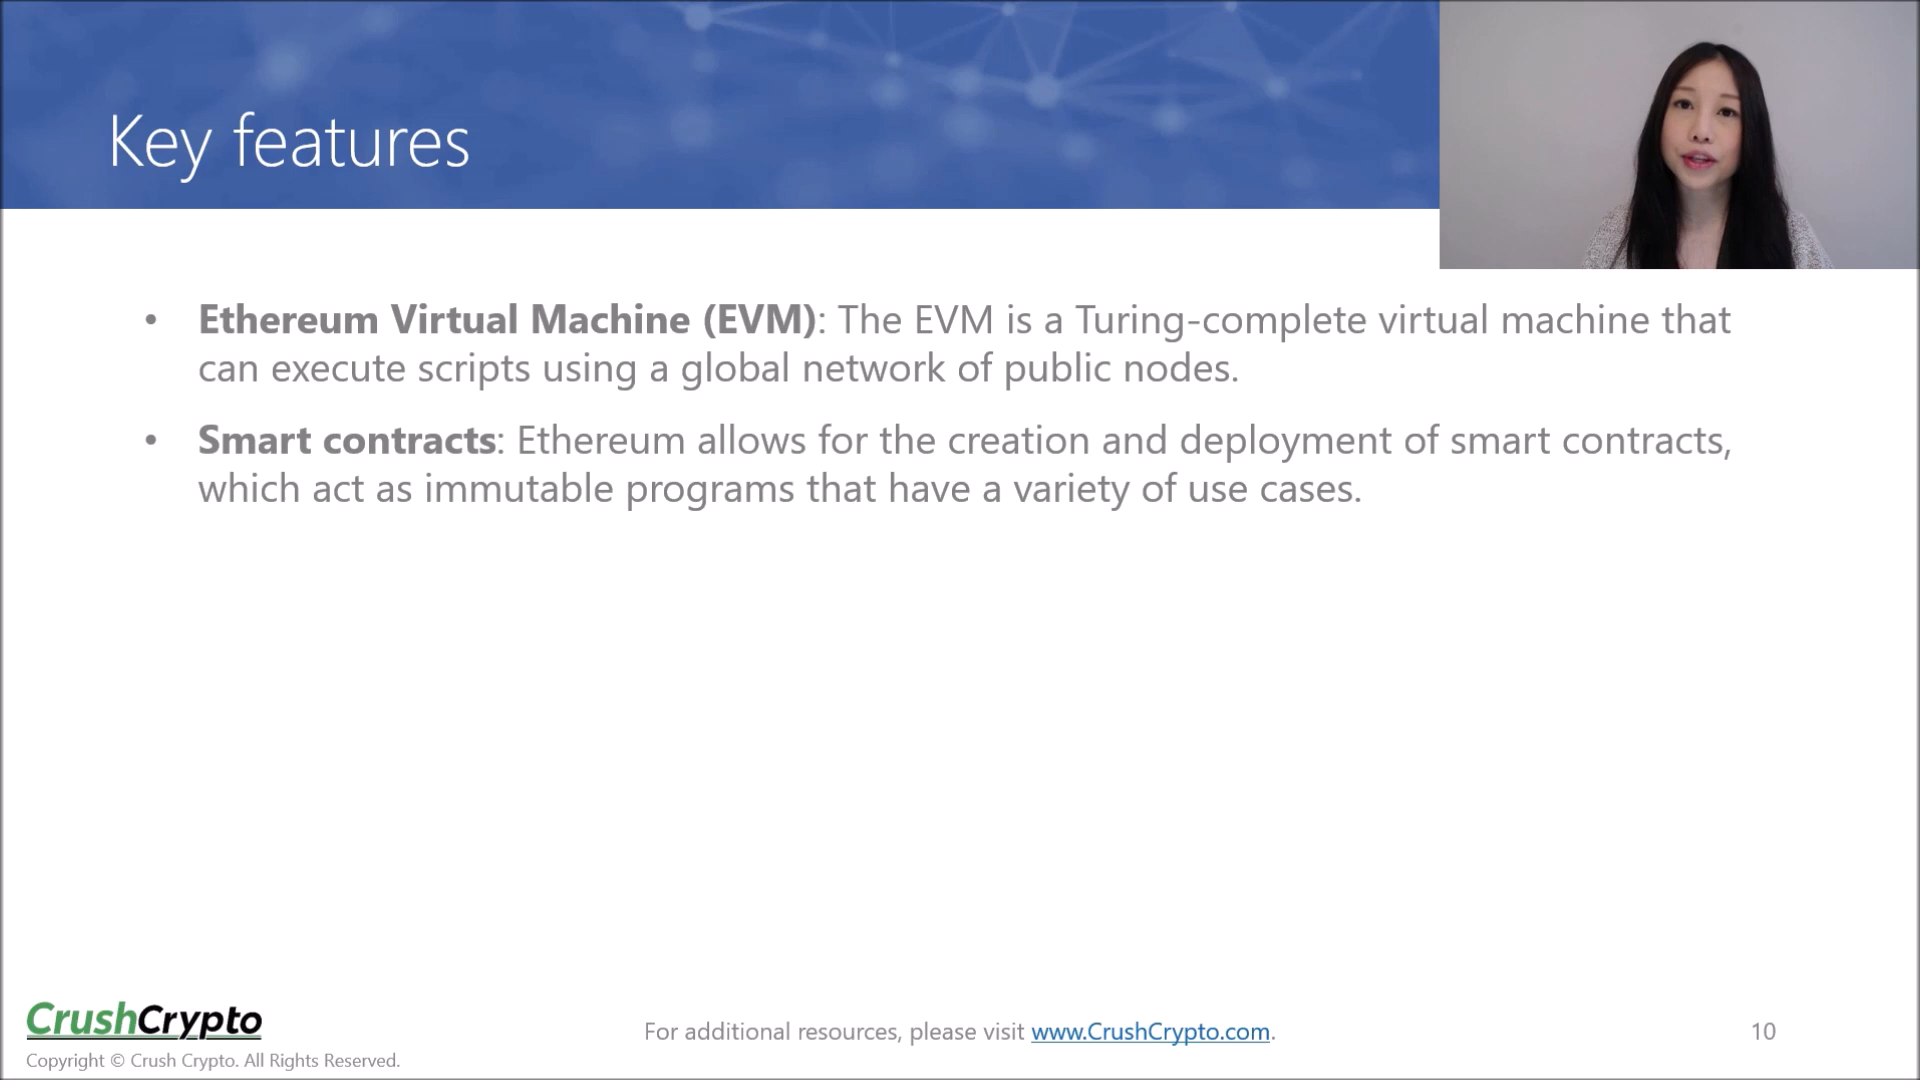 Key features
• Ethereum Virtual Machine (EVM): The EVM is a Turing-complete virtual machine that
can execute scripts using a global network of public nodes.
• Smart contracts: Ethereum allows for the creation and deployment of smart contracts,
which act as immutable programs that have a variety of use cases.
CrushCrypto
Copyright © Crush Crypto. All Rights Reserved.
For additional resources, please visit www.CrushCrypto.com.
10